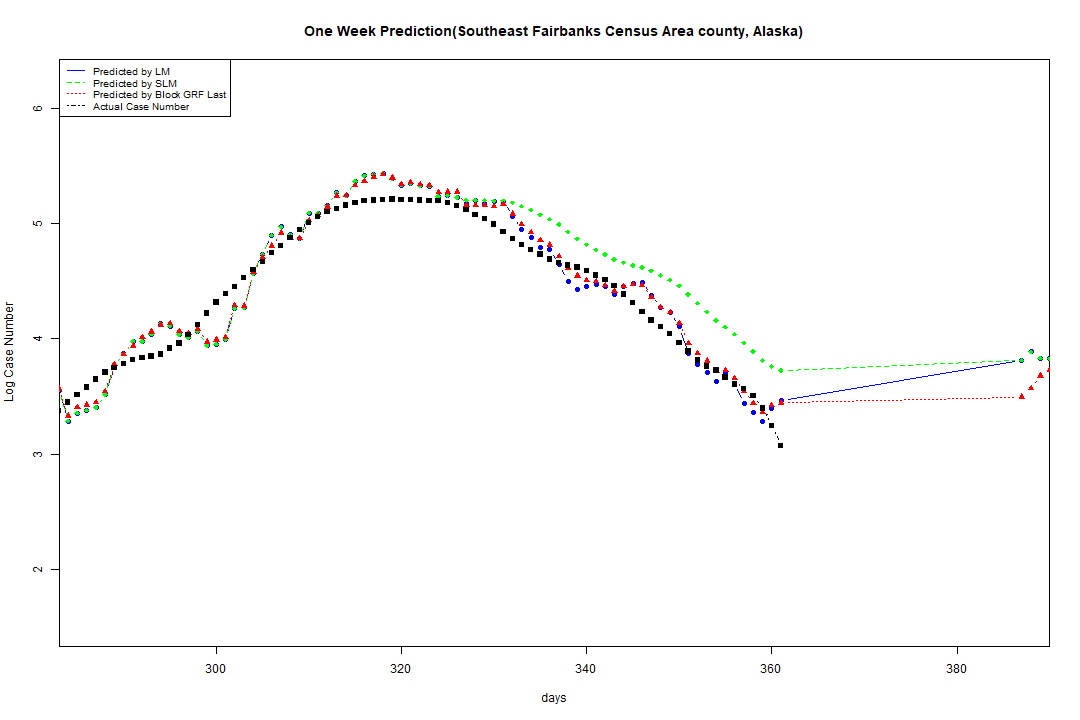 One Week Prediction(Southeast Fairbanks Census Area county, Alaska)
Predicted by LM
Predicted by SLM
Predicted by Block GRF Last
Actual Case Number
6
5
4
3
2
Log Case Number
300 320 340 360 380
days